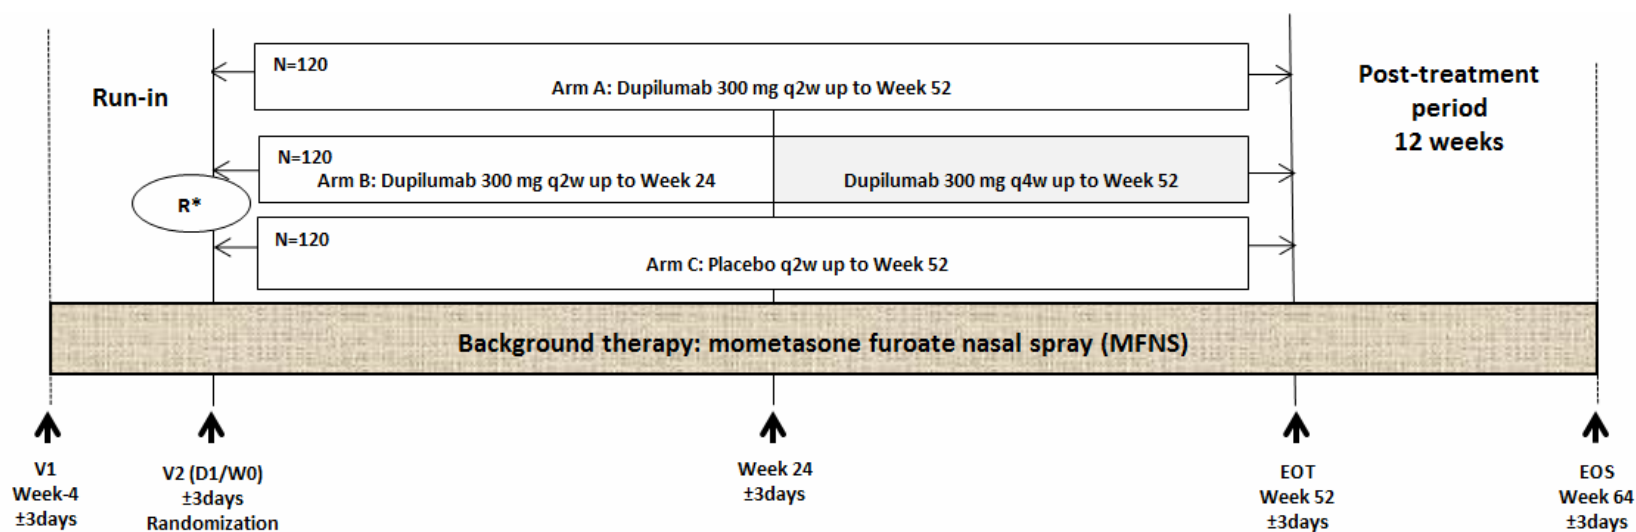 Run-in
N=120
Arm A: Dupilumab 300 mg q2w up to Week 52
Post-treatment
period
12 weeks
N=120
Arm B: Dupilumab 300 mg q2w up to Week 24
Dupilumab 300 mg q4w up to Week 52
R*
N=120
Arm C: Placebo q2w up to Week 52
Background therapy: mometasone furoate nasal spray (MFNS)
V1
Week-4
±3days
V2 (D1/W0)
±3days
Randomization
Week 24
±3days
EOT
Week 52
±3days
EOS
Week 64
±3days